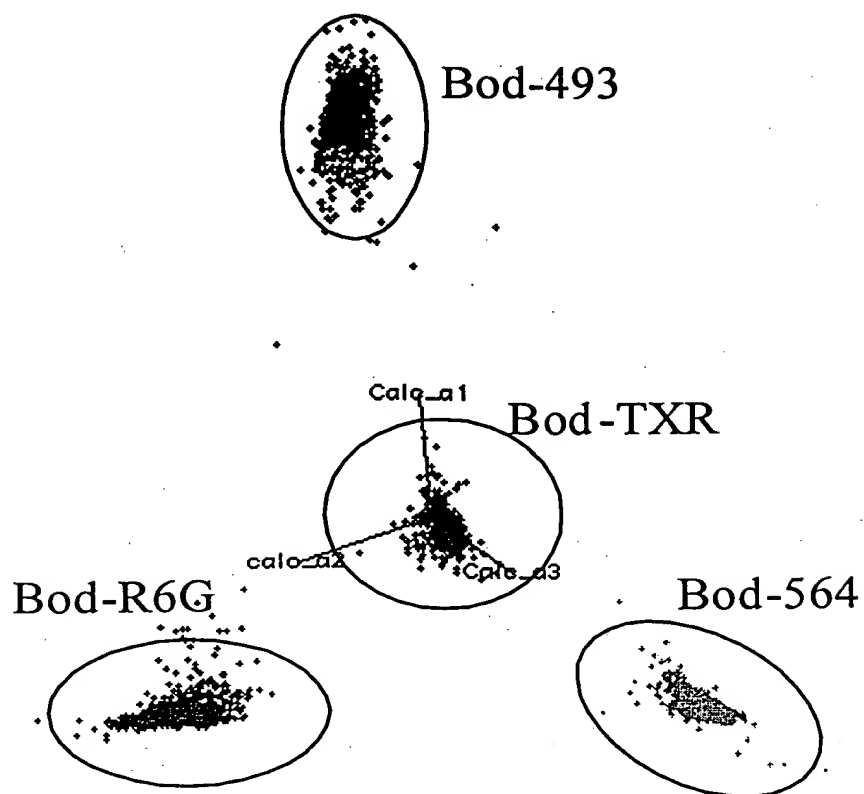 Bod-493
Calc_a1
Bod-TXR
calc_a2
Calc_a3
Bod-R6G
Bod-564